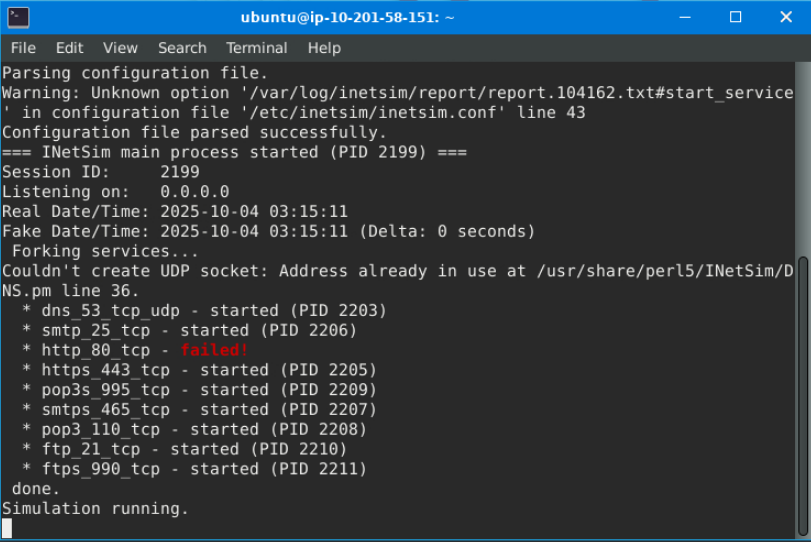 ubuntu@ip-10-201-58-151: ~
File Edit View Search Terminal Help
Parsing configuration file.
Warning: Unknown option '/var/log/inetsim/report/report.104162.txt#start_service
' in configuration file '/etc/inetsim/inetsim.conf' line 43
Configuration file parsed successfully.
=== INetSim main process started (PID 2199) ===
Session ID:     2199
Listening on:   0.0.0.0
Real Date/Time: 2025-10-04 03:15:11
Fake Date/Time: 2025-10-04 03:15:11 (Delta: 0 seconds)
 Forking services...
Couldn't create UDP socket: Address already in use at /usr/share/perl5/INetSim/D
NS.pm line 36.
  * dns_53_tcp_udp - started (PID 2203)
  * smtp_25_tcp - started (PID 2206)
  * http_80_tcp - failed!
  * https_443_tcp - started (PID 2205)
  * pop3s_995_tcp - started (PID 2209)
  * smtps_465_tcp - started (PID 2207)
  * pop3_110_tcp - started (PID 2208)
  * ftp_21_tcp - started (PID 2210)
  * ftps_990_tcp - started (PID 2211)
 done.
Simulation running.